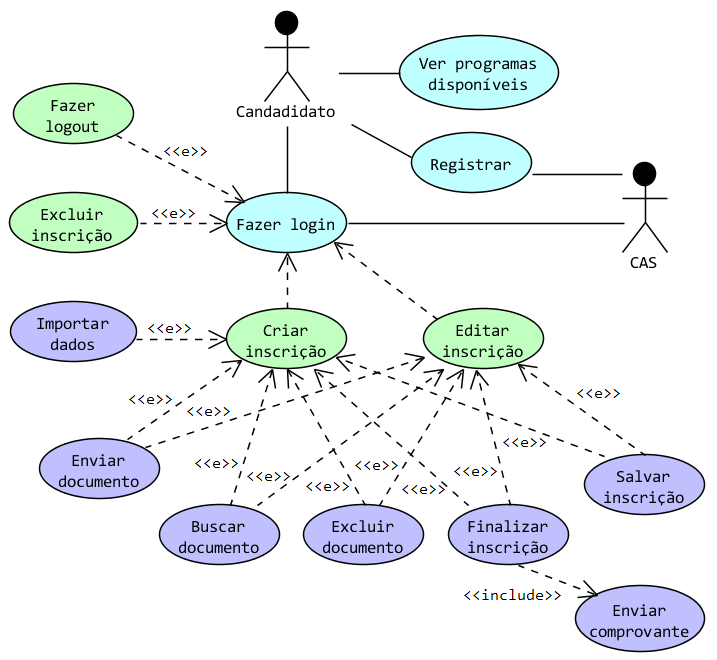 Ver programas
disponíveis
Fazer
logout
Candadidato
<<e>>
Registrar
Excluir
inscrição
<<e>>
Fazer login
CAS
Importar
dados
<<e>>
Criar
inscrição
Editar
inscrição
<<e>>
<<e>>
<<e>>
<<e>>
Enviar
documento
<<e>>
<<e>>
<<e>>
<<e>>
<<e>>
<<e>>
Salvar
inscrição
Buscar
documento
Excluir
documento
Finalizar
inscrição
<<include>>
Enviar
comprovante